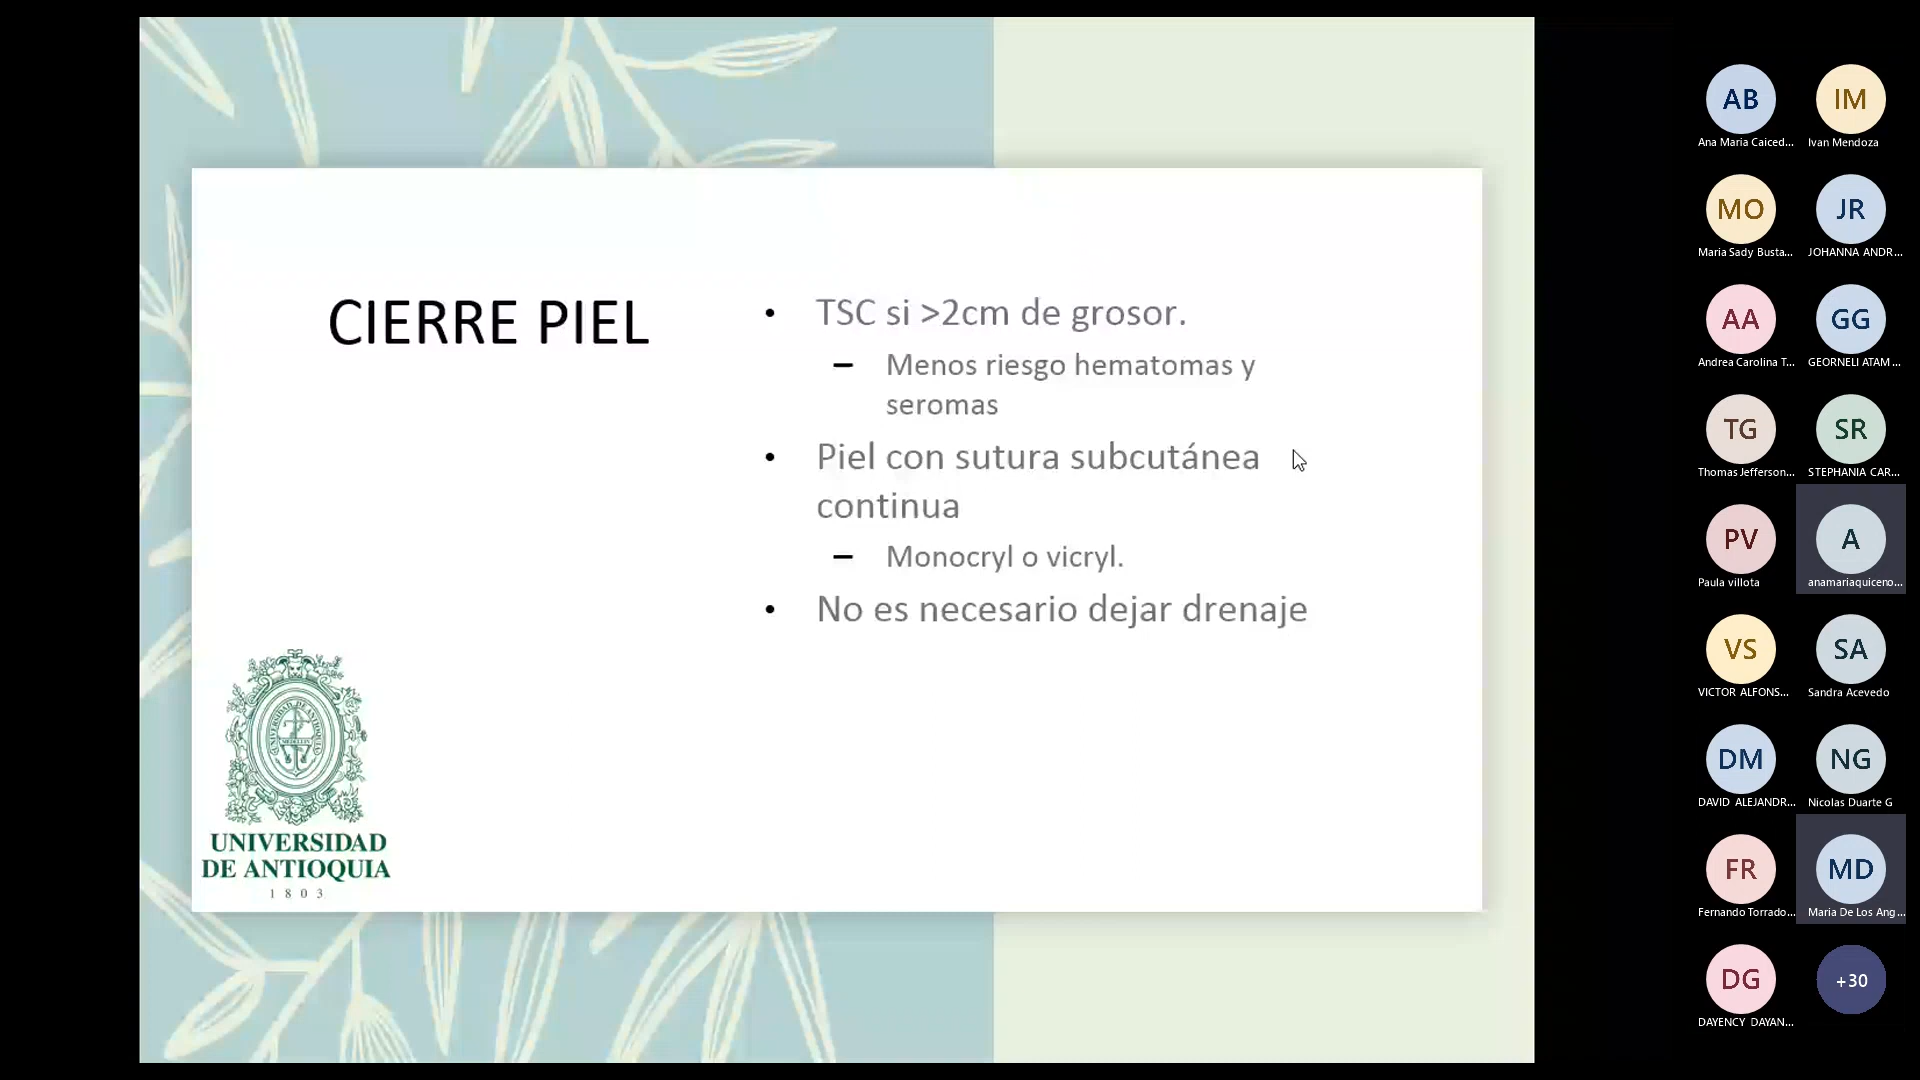 CIERRE PIEL
• TSC si >2cm de grosor.
– Menos riesgo hematomas y
seromas
• Piel con sutura subcutánea
continua
– Monocryl o vicryl.
• No es necesario dejar drenaje
UNIVERSIDAD
DE ANTIOQUIA
1803
AB
IM
Ana Maria Caiced...
Ivan Mendoza
MO
JR
Maria Sady Busta...
JOHANNA ANDR...
AA
GG
Andrea Carolina T...
GEORNELI ATAM...
TG
SR
Thomas Jefferson...
STEPHANIA CAR...
PV
A
Paula villota
anamariaquiceno...
VS
SA
VICTOR ALFONS...
Sandra Acevedo
DM
NG
DAVID ALEJANDR...
Nicolas Duarte G
FR
MD
Fernando Torrado...
Maria De Los Ang...
DG
+30
DAYENCY DAYAN...